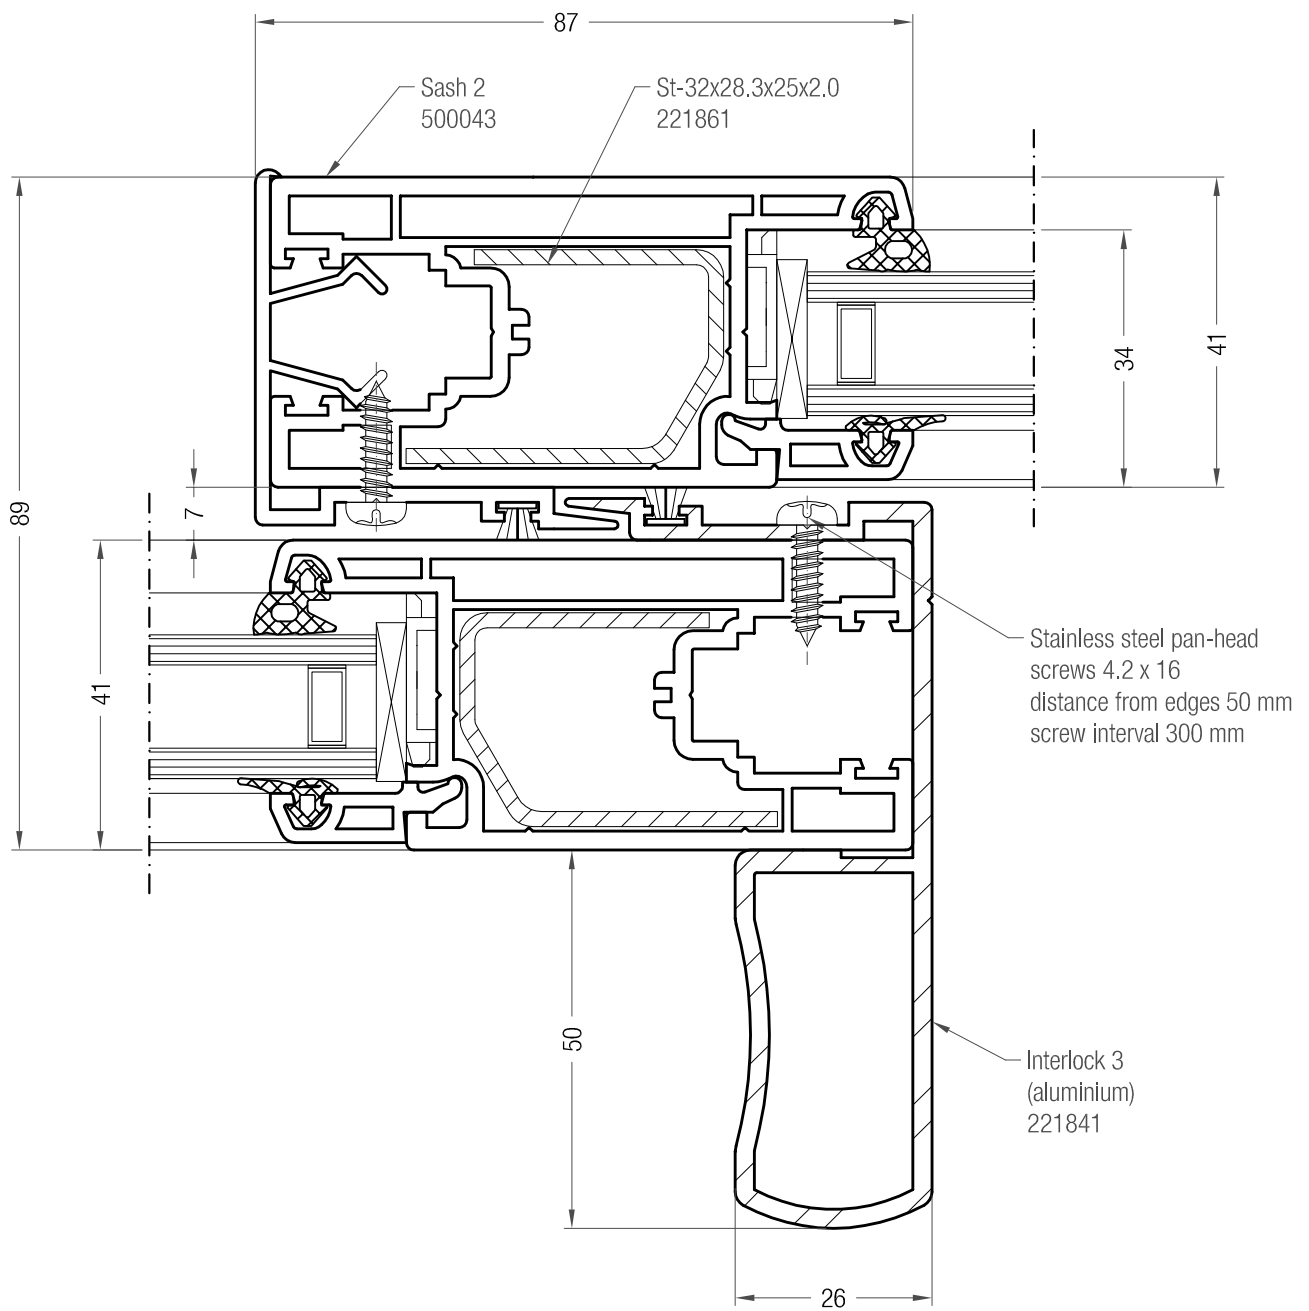 87
Sash 2
500043
St-32x28.3x25x2.0
221861
34
41
89
7
41
Stainless steel pan-head
screws 4.2 x 16
distance from edges 50 mm
screw interval 300 mm
50
Interlock 3
(aluminium)
221841
26